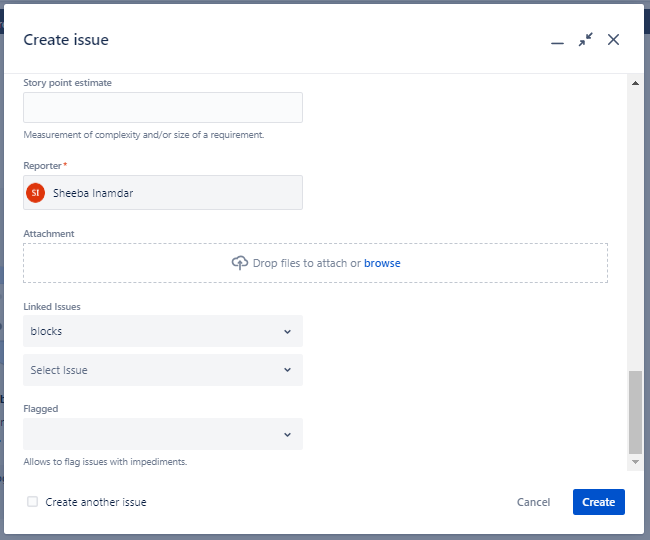 Create issue
Story point estimate
Measurement of complexity and/or size of a requirement.
Reporter*
SI Sheeba Inamdar
Attachment
Drop files to attach or browse
Linked Issues
blocks
Select Issue
Flagged
Allows to flag issues with impediments.
Create another issue Cancel Create